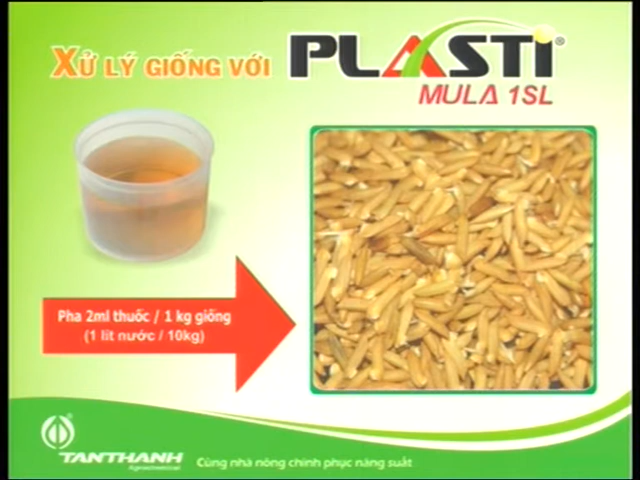 XỬ LÝ GIỐNG VỚI PLASTI®
MULA 1SL
Pha 2ml thuốc / 1 kg giống
(1 lít nước / 10kg)
TANTHANH
Agrochemical
Cùng nhà nông chinh phục năng suất